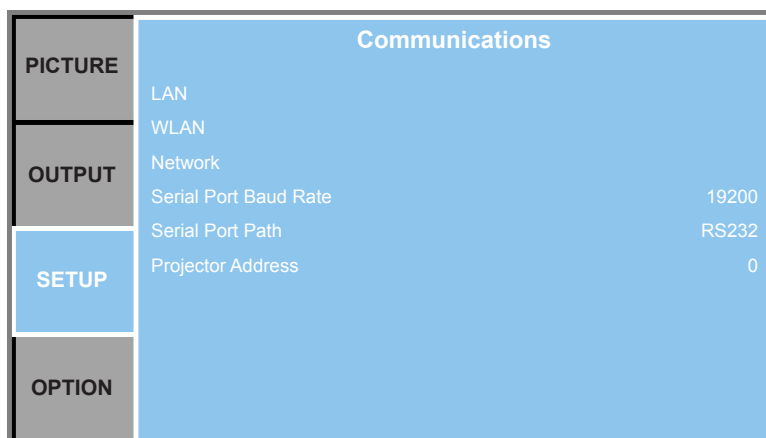 PICTURE
OUTPUT
SETUP
OPTION
Communications
LAN
WLAN
Network
Serial Port Baud Rate 19200
Serial Port Path RS232
Projector Address 0